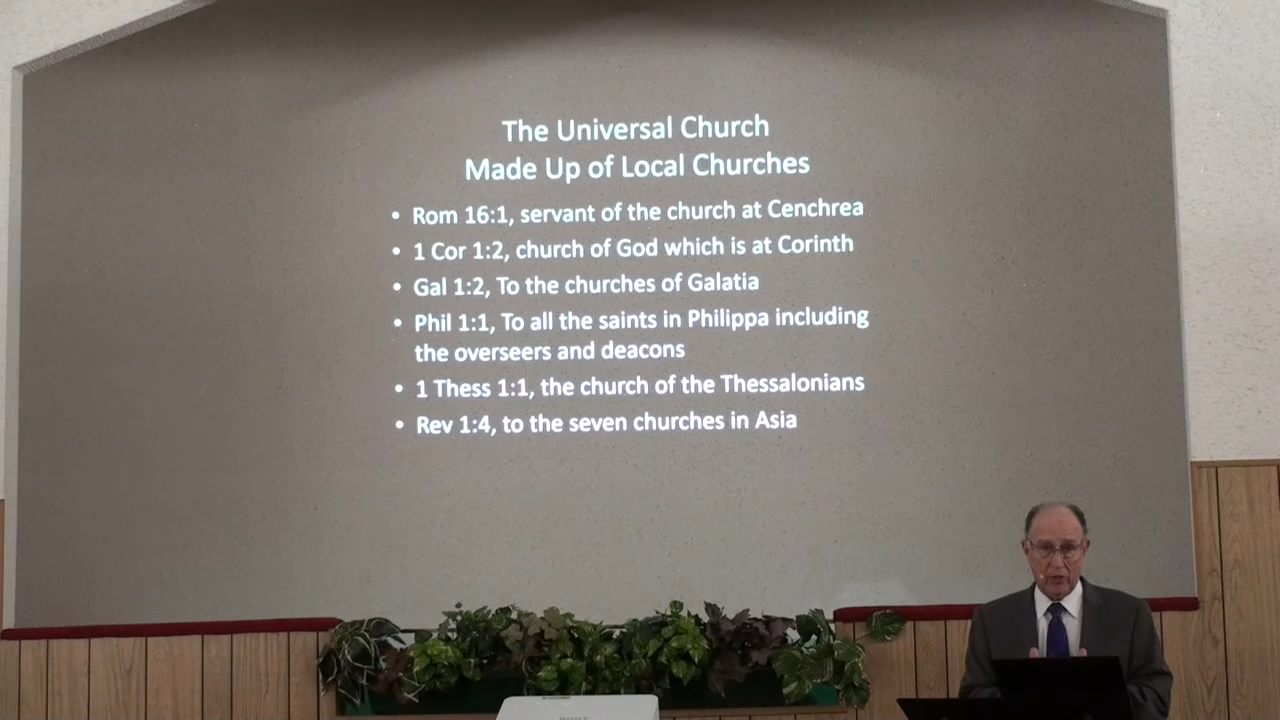 The Universal Church
Made Up of Local Churches
• Rom 16:1, servant of the church at Cenchrea
• 1 Cor 1:2, church of God which is at Corinth
• Gal 1:2, To the churches of Galatia
• Phil 1:1, To all the saints in Philippa including
the overseers and deacons
• 1 Thess 1:1, the church of the Thessalonians
• Rev 1:4, to the seven churches in Asia